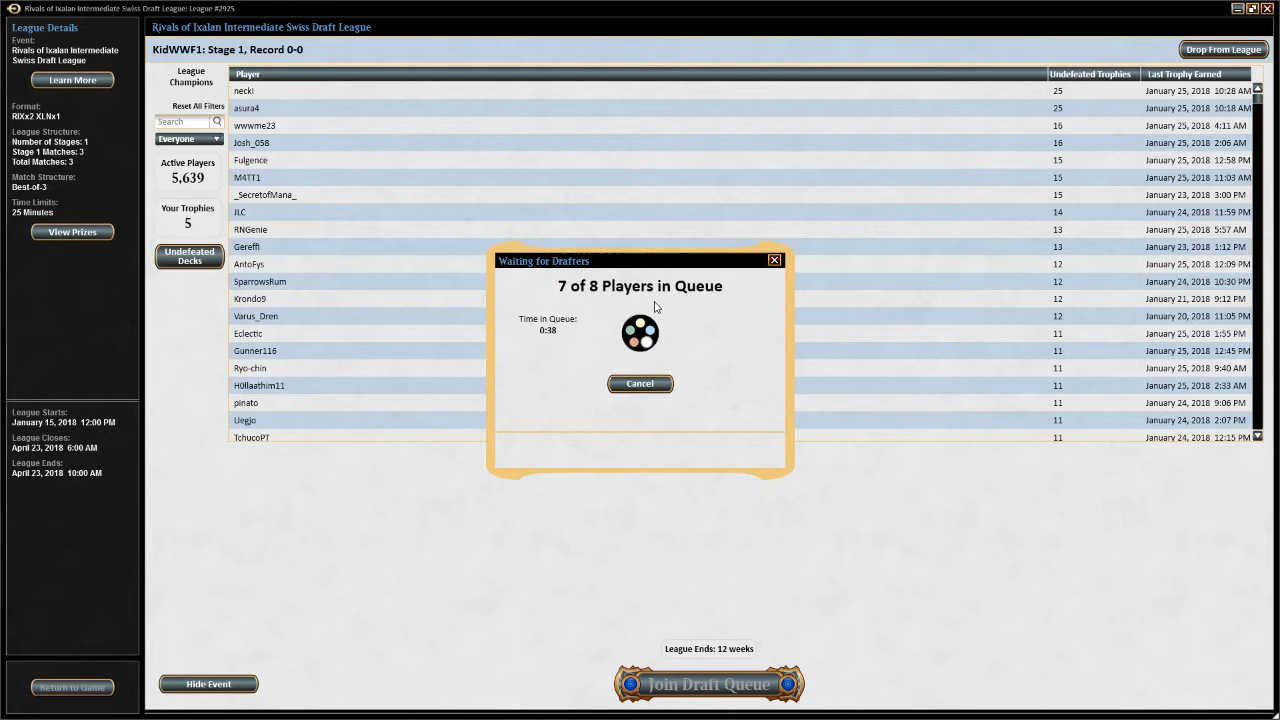 Rivals of Ixalan Intermediate Swiss Draft League: League #2925
League Details
Event:
Rivals of Ixalan Intermediate
Swiss Draft League
Learn More
Format:
RIXx2 XLNx1
League Structure:
Number of Stages: 1
Stage 1 Matches: 3
Total Matches: 3
Match Structure:
Best-of-3
Time Limits:
25 Minutes
View Prizes
League Starts:
January 15, 2018 12:00 PM
League Closes:
April 23, 2018 6:00 AM
League Ends:
April 23, 2018 10:00 AM
Return to Game
Rivals of Ixalan Intermediate Swiss Draft League
KidWWF1: Stage 1, Record 0-0
Drop From League
League
Champions
Reset All Filters
Search
Everyone
Active Players
5,639
Your Trophies
5
Undefeated
Decks
Player Undefeated Trophies Last Trophy Earned
necki 25 January 25, 2018 10:28 AM
asura4 25 January 25, 2018 10:18 AM
wwwme23 16 January 25, 2018 4:11 AM
Josh_058 16 January 25, 2018 2:06 AM
Fulgence 15 January 25, 2018 12:58 PM
M4TT1 15 January 25, 2018 11:03 AM
_SecretofMana_ 15 January 23, 2018 3:00 PM
JLC 14 January 24, 2018 11:59 PM
RNGenie 13 January 25, 2018 5:57 AM
Gereffi 13 January 23, 2018 1:12 PM
AntoFys 12 January 25, 2018 12:09 PM
SparrowsRum 12 January 24, 2018 10:30 PM
Krondo9 12 January 21, 2018 9:12 PM
Varus_Dren 12 January 20, 2018 5:05 PM
Eclectic 11 January 25, 2018 1:55 PM
Gunner116 11 January 25, 2018 12:45 PM
Ryo-chin 11 January 25, 2018 9:40 AM
H0llaathim11 11 January 25, 2018 2:33 AM
pinato 11 January 24, 2018 9:06 PM
Uegjo 11 January 24, 2018 2:07 PM
TchucoPT 11 January 24, 2018 12:15 PM
Waiting for Drafters
7 of 8 Players in Queue
Time in Queue:
0:38
Cancel
League Ends: 12 weeks
Hide Event
Join Draft Queue